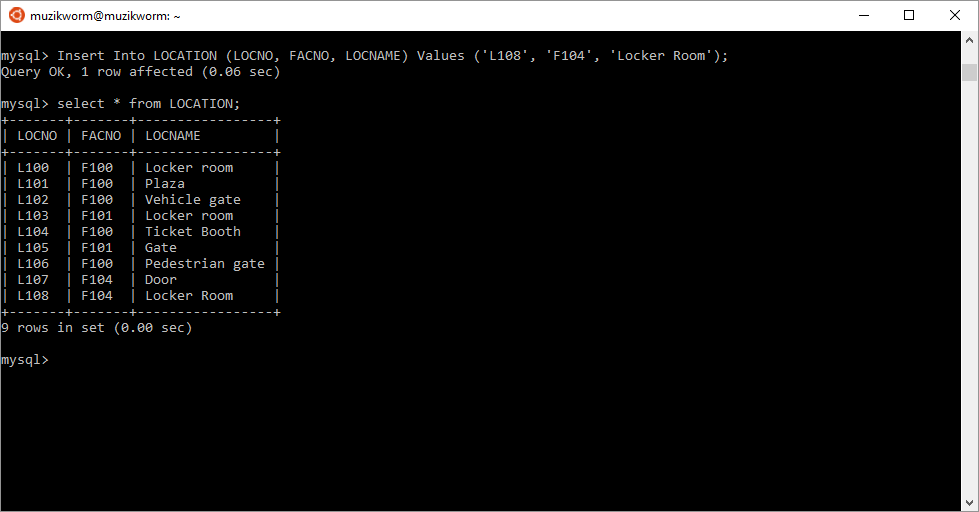 muzikworm@muzikworm: ~
mysql> Insert Into LOCATION (LOCNO, FACNO, LOCNAME) Values ('L108', 'F104', 'Locker Room');
Query OK, 1 row affected (0.06 sec)
mysql> select * from LOCATION;
+-------+-------+-----------------+
| LOCNO | FACNO | LOCNAME         |
+-------+-------+-----------------+
| L100  | F100  | Locker room     |
| L101  | F100  | Plaza           |
| L102  | F100  | Vehicle gate    |
| L103  | F101  | Locker room     |
| L104  | F100  | Ticket Booth    |
| L105  | F101  | Gate            |
| L106  | F100  | Pedestrian gate |
| L107  | F104  | Door            |
| L108  | F104  | Locker Room     |
+-------+-------+-----------------+
9 rows in set (0.00 sec)
mysql>